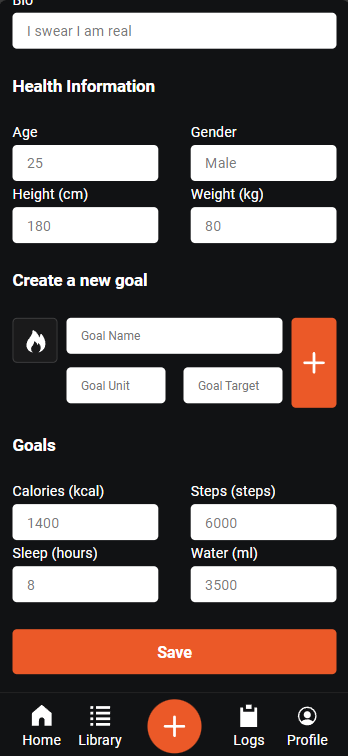 Bio
I swear I am real
Health Information
Age Gender
25 Male
Height (cm) Weight (kg)
180 80
Create a new goal
Goal Name
Goal Unit Goal Target
Goals
Calories (kcal) Steps (steps)
1400 6000
Sleep (hours) Water (ml)
8 3500
Save
Home Library Logs Profile